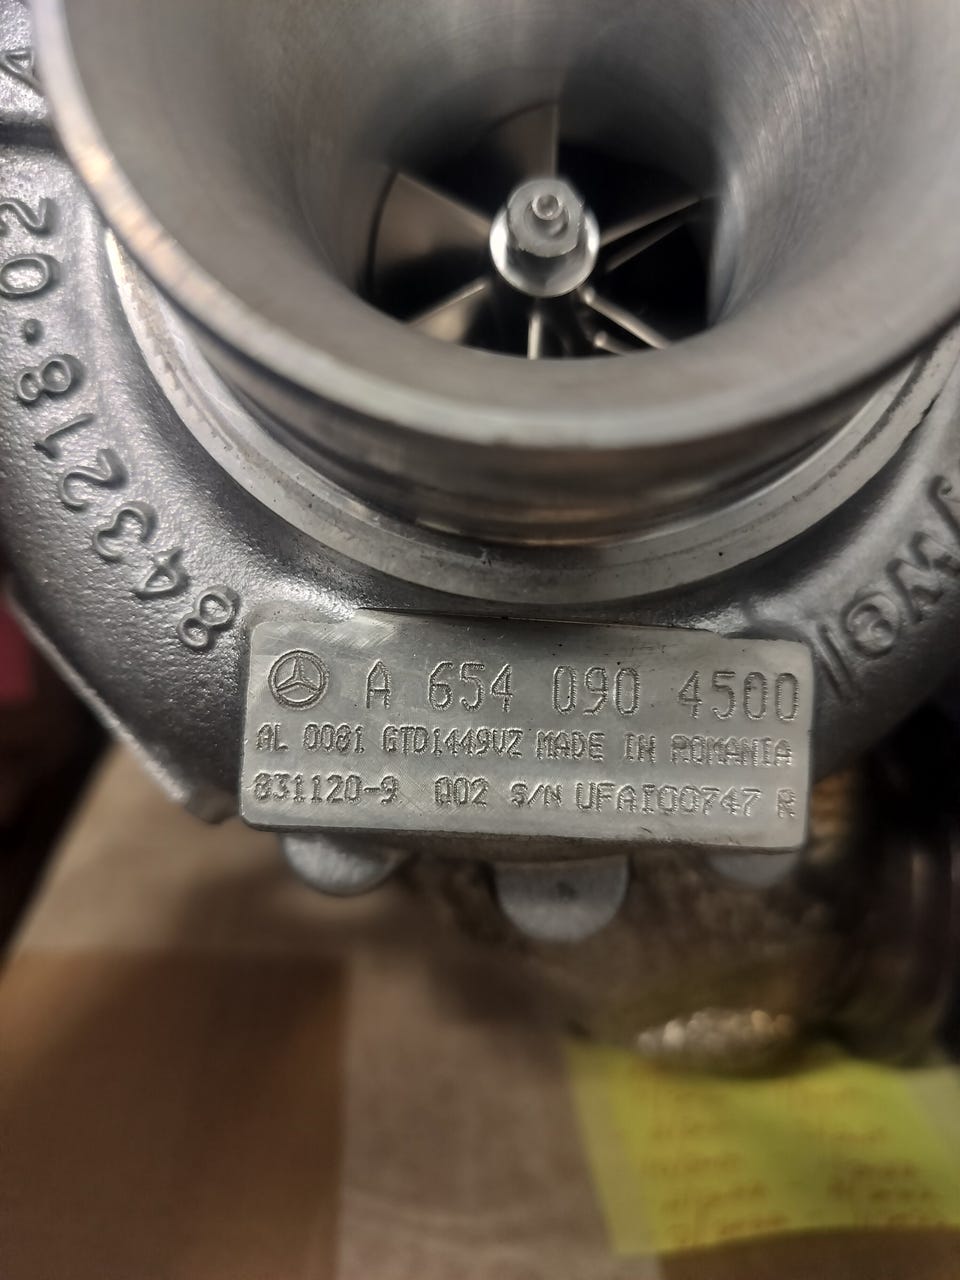 843218-02
A 654 090 4500
AL 0081 GTD1449VZ MADE IN ROMANIA
831120-9 002 S/N UFAI00747 R